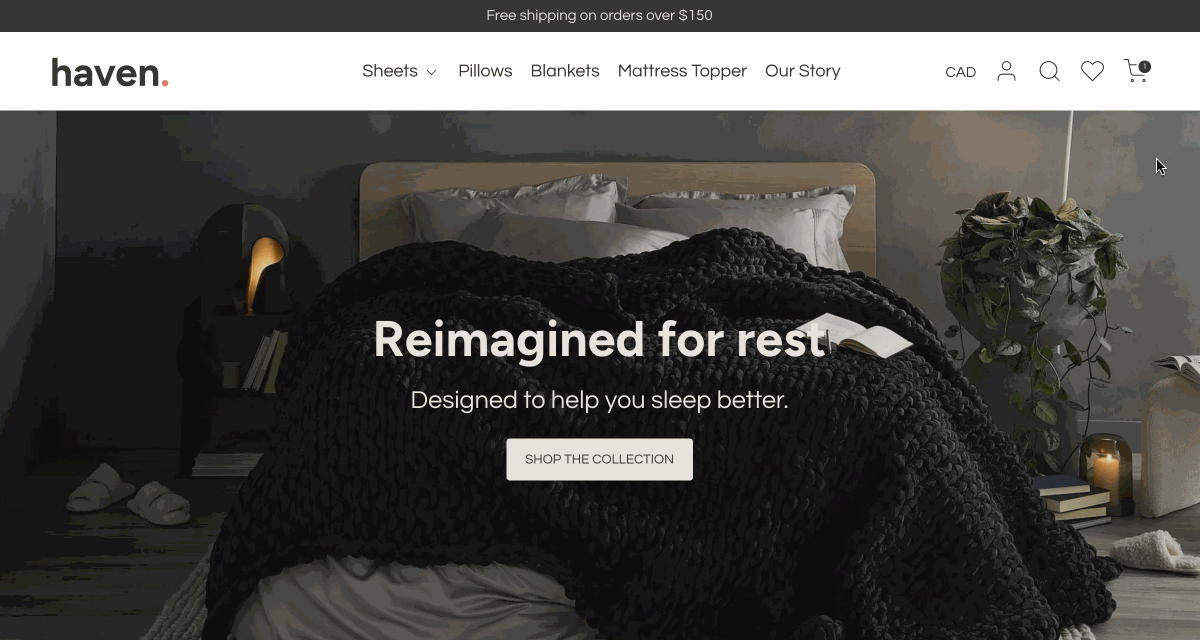 Free shipping on orders over $150
haven.
Sheets Pillows Blankets Mattress Topper Our Story
CAD
1
Reimagined for rest
Designed to help you sleep better.
SHOP THE COLLECTION